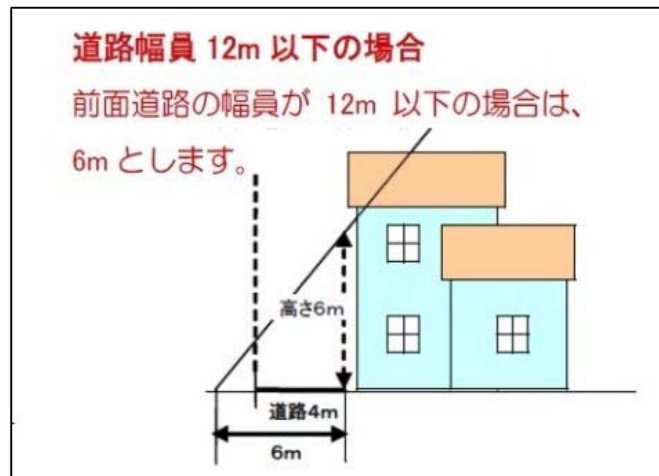 道路幅員 12m 以下の場合
前面道路の幅員が 12m 以下の場合は、
6m とします。
高さ6m
道路4m
6m